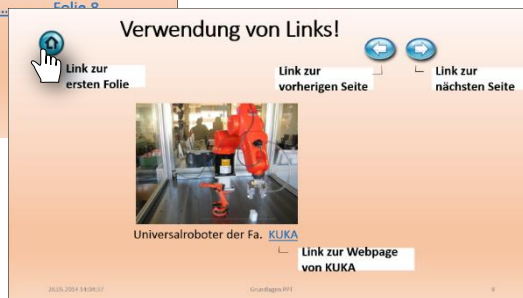 Folie 8
Verwendung von Links!
Link zur
ersten Folie
Link zur
vorherigen Seite
Link zur
nächsten Seite
Universalroboter der Fa. KUKA
Link zur Webpage
von KUKA
Grundlagen PPT